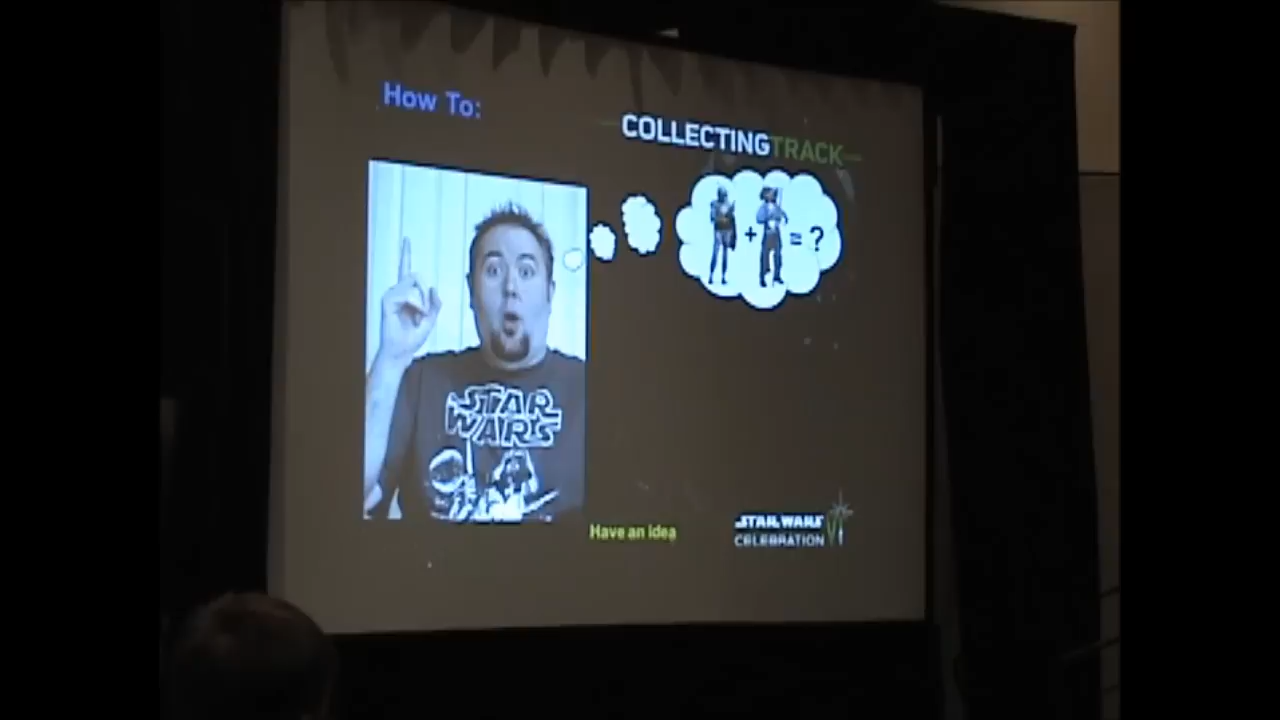 How To:
COLLECTINGTRACK
+ = ?
STAR
WARS
Have an idea
STAR WARS
CELEBRATION VI